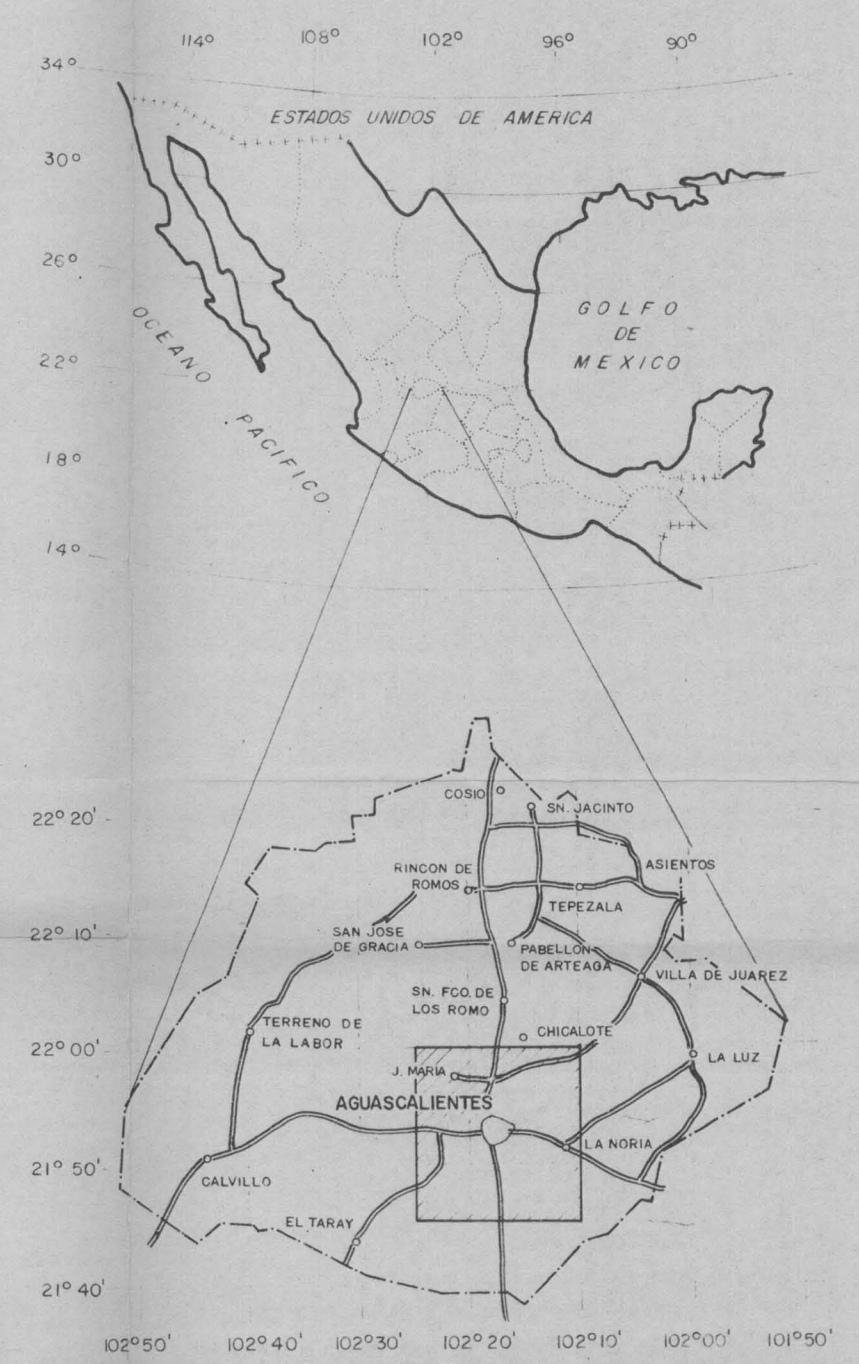 114° 108° 102° 96° 90°
34°
ESTADOS UNIDOS DE AMERICA
30°
26°
GOLFO
DE
MEXICO
OCEANO PACIFICO
22°
18°
14°
COSIO
SN. JACINTO
22° 20'
ASIENTOS
RINCON DE
ROMOS
TEPEZALA
22° 10'
SAN JOSE
DE GRACIA
PABELLON
DE ARTEAGA
VILLA DE JUAREZ
SN. FCO. DE
LOS ROMO
TERRENO DE
LA LABOR
CHICALOTE
22° 00'
LA LUZ
J. MARIA
AGUASCALIENTES
LA NORIA
21° 50'
CALVILLO
EL TARAY
21° 40'
102° 50' 102° 40' 102° 30' 102° 20' 102° 10' 102° 00' 101° 50'